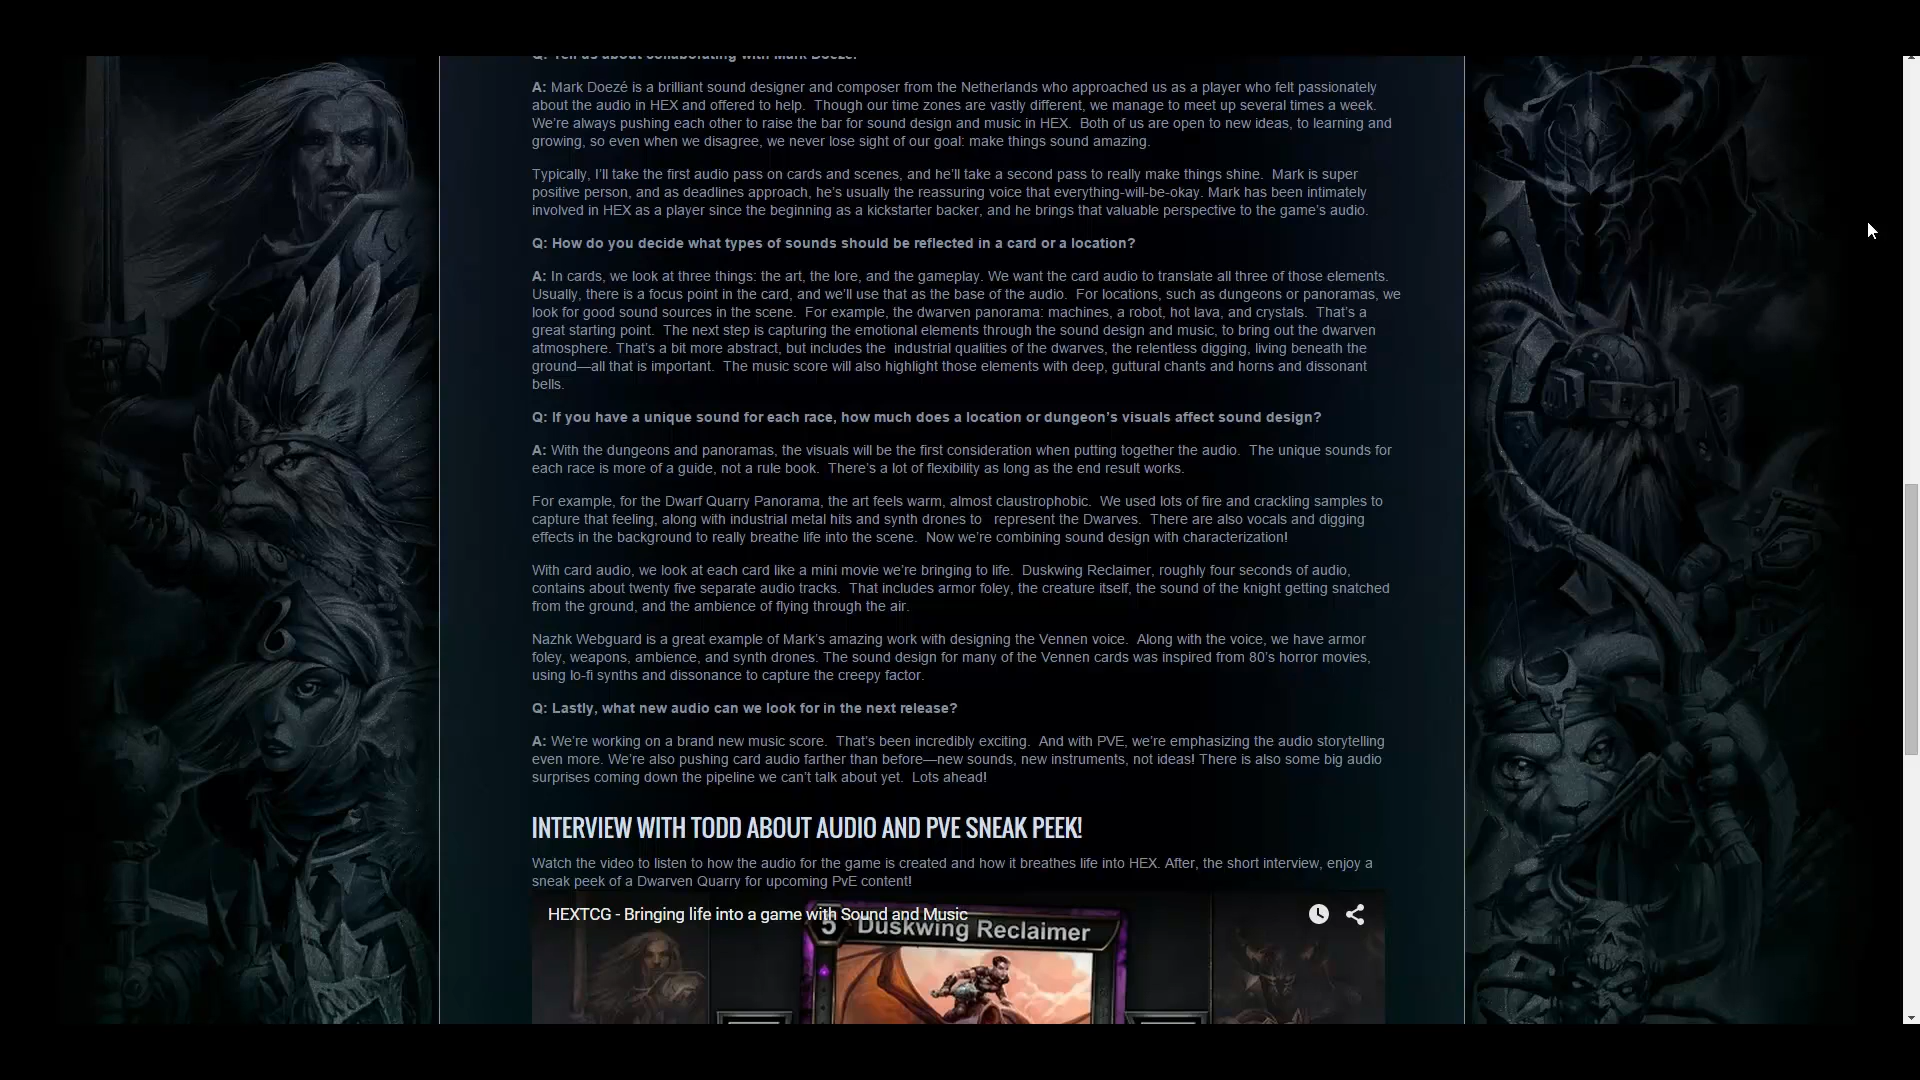 Q: Tell us about collaborating with Mark Doezé.
A: Mark Doezé is a brilliant sound designer and composer from the Netherlands who approached us as a player who felt passionately
about the audio in HEX and offered to help.  Though our time zones are vastly different, we manage to meet up several times a week.
We’re always pushing each other to raise the bar for sound design and music in HEX.  Both of us are open to new ideas, to learning and
growing, so even when we disagree, we never lose sight of our goal: make things sound amazing.
Typically, I’ll take the first audio pass on cards and scenes, and he’ll take a second pass to really make things shine.  Mark is super
positive person, and as deadlines approach, he’s usually the reassuring voice that everything-will-be-okay. Mark has been intimately
involved in HEX as a player since the beginning as a kickstarter backer, and he brings that valuable perspective to the game’s audio.
Q: How do you decide what types of sounds should be reflected in a card or a location?
A: In cards, we look at three things: the art, the lore, and the gameplay. We want the card audio to translate all three of those elements.
Usually, there is a focus point in the card, and we’ll use that as the base of the audio.  For locations, such as dungeons or panoramas, we
look for good sound sources in the scene.  For example, the dwarven panorama: machines, a robot, hot lava, and crystals.  That’s a
great starting point.  The next step is capturing the emotional elements through the sound design and music, to bring out the dwarven
atmosphere. That’s a bit more abstract, but includes the  industrial qualities of the dwarves, the relentless digging, living beneath the
ground—all that is important.  The music score will also highlight those elements with deep, guttural chants and horns and dissonant
bells.
Q: If you have a unique sound for each race, how much does a location or dungeon’s visuals affect sound design?
A: With the dungeons and panoramas, the visuals will be the first consideration when putting together the audio.  The unique sounds for
each race is more of a guide, not a rule book.  There’s a lot of flexibility as long as the end result works.
For example, for the Dwarf Quarry Panorama, the art feels warm, almost claustrophobic.  We used lots of fire and crackling samples to
capture that feeling, along with industrial metal hits and synth drones to   represent the Dwarves.  There are also vocals and digging
effects in the background to really breathe life into the scene.  Now we’re combining sound design with characterization!
With card audio, we look at each card like a mini movie we’re bringing to life.  Duskwing Reclaimer, roughly four seconds of audio,
contains about twenty five separate audio tracks.  That includes armor foley, the creature itself, the sound of the knight getting snatched
from the ground, and the ambience of flying through the air.
Nazhk Webguard is a great example of Mark’s amazing work with designing the Vennen voice.  Along with the voice, we have armor
foley, weapons, ambience, and synth drones. The sound design for many of the Vennen cards was inspired from 80’s horror movies,
using lo-fi synths and dissonance to capture the creepy factor.
Q: Lastly, what new audio can we look for in the next release?
A: We’re working on a brand new music score.  That’s been incredibly exciting.  And with PVE, we’re emphasizing the audio storytelling
even more. We’re also pushing card audio farther than before—new sounds, new instruments, not ideas! There is also some big audio
surprises coming down the pipeline we can’t talk about yet.  Lots ahead!
INTERVIEW WITH TODD ABOUT AUDIO AND PVE SNEAK PEEK!
Watch the video to listen to how the audio for the game is created and how it breathes life into HEX. After, the short interview, enjoy a
sneak peek of a Dwarven Quarry for upcoming PvE content!
HEXTCG - Bringing life into a game with Sound and Music
5 Duskwing Reclaimer